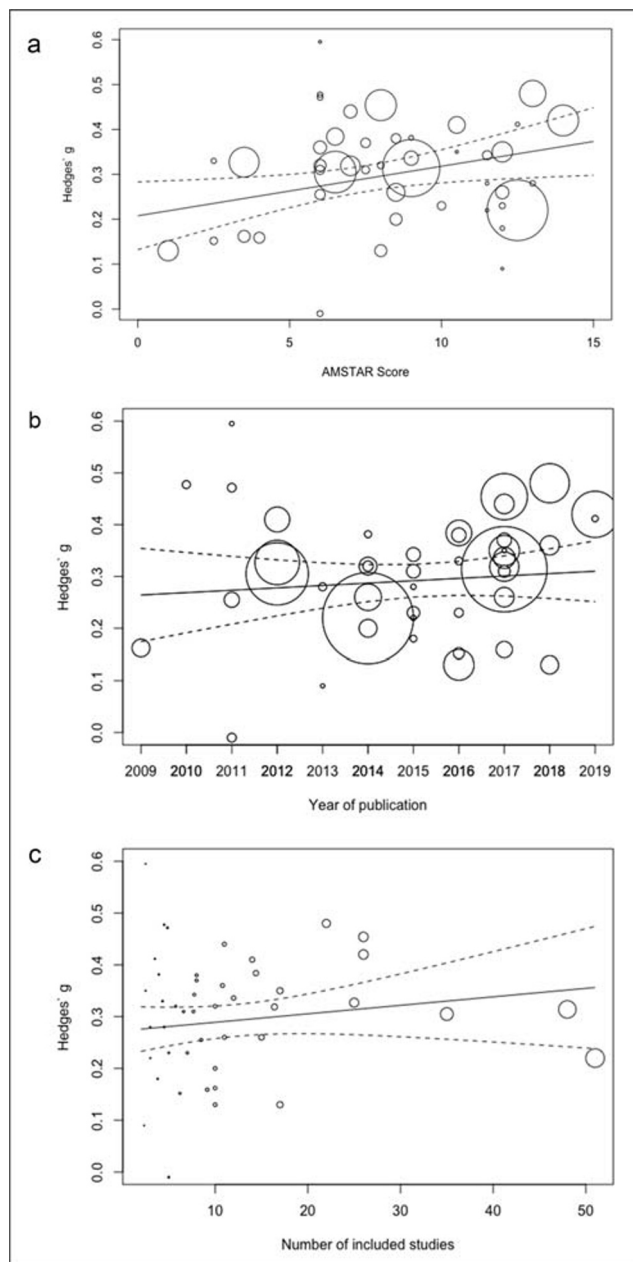 a
0.6
0.5
0.4
0.3
0.2
0.1
0.0
Hedges' g
0 5 10 15
AMSTAR Score
b
0.6
0.5
0.4
0.3
0.2
0.1
0.0
Hedges' g
2009 2010 2011 2012 2013 2014 2015 2016 2017 2018 2019
Year of publication
c
0.6
0.5
0.4
0.3
0.2
0.1
0.0
Hedges' g
10 20 30 40 50
Number of included studies